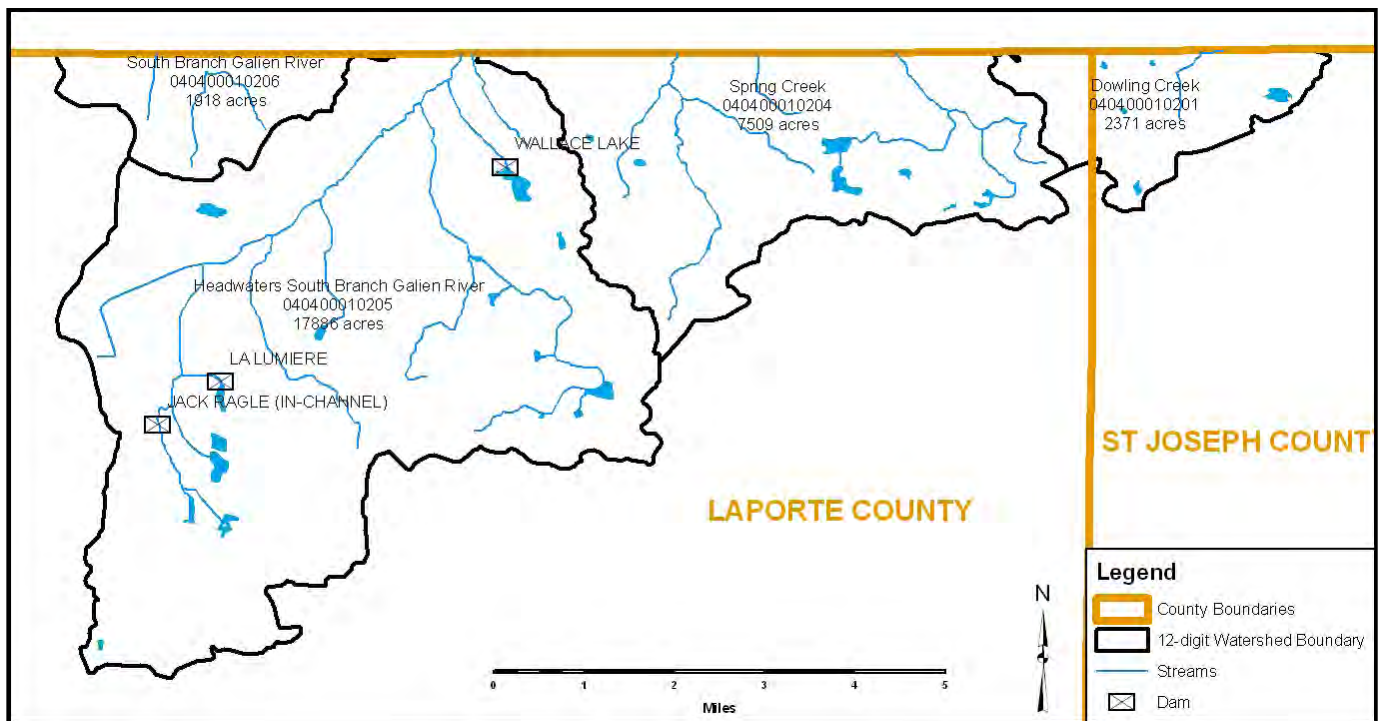 South Branch Galien River
040400010206
1918 acres
Spring Creek
040400010204
7509 acres
Dowling Creek
040400010201
2371 acres
WALLACE LAKE
Headwaters South Branch Galien River
040400010205
17886 acres
LA LUMIERE
JACK RAGLE (IN-CHANNEL)
ST JOSEPH COUNT
LAPORTE COUNTY
N
0 1 2 3 4 5
Miles
Legend
County Boundaries
12-digit Watershed Boundary
Streams
Dam